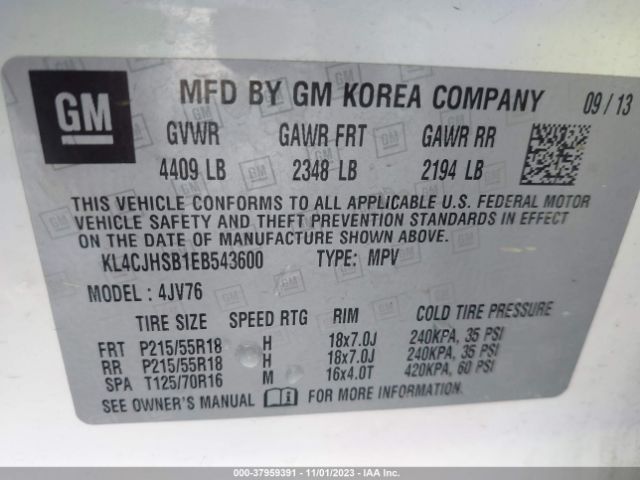 GM
MFD BY GM KOREA COMPANY 09/13
GVWR GAWR FRT GAWR RR
4409 LB 2348 LB 2194 LB
THIS VEHICLE CONFORMS TO ALL APPLICABLE U.S. FEDERAL MOTOR
VEHICLE SAFETY AND THEFT PREVENTION STANDARDS IN EFFECT
ON THE DATE OF MANUFACTURE SHOWN ABOVE.
KL4CJHSB1EB543600 TYPE: MPV
MODEL: 4JV76
TIRE SIZE SPEED RTG RIM COLD TIRE PRESSURE
FRT P215/55R18 H 18x7.0J 240KPA, 35 PSI
RR P215/55R18 H 18x7.0J 240KPA, 35 PSI
SPA T125/70R16 M 16x4.0T 420KPA, 60 PSI
SEE OWNER'S MANUAL FOR MORE INFORMATION.
000-37959391 - 11/01/2023 - IAA Inc.